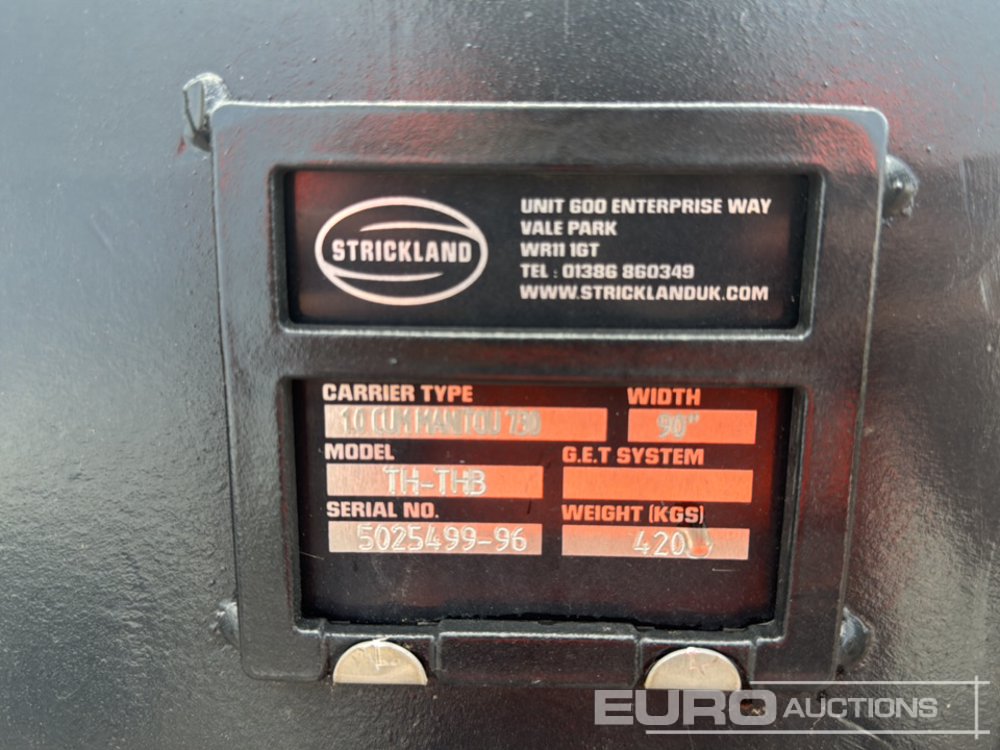 STRICKLAND
UNIT 600 ENTERPRISE WAY
VALE PARK
WR11 1GT
TEL : 01386 860349
WWW.STRICKLANDUK.COM
CARRIER TYPE
WIDTH
1.0 CUM MANITOU 730
90"
MODEL
G.E.T SYSTEM
TH-THB
SERIAL NO.
WEIGHT (KGS)
5025499-96
420
EURO AUCTIONS